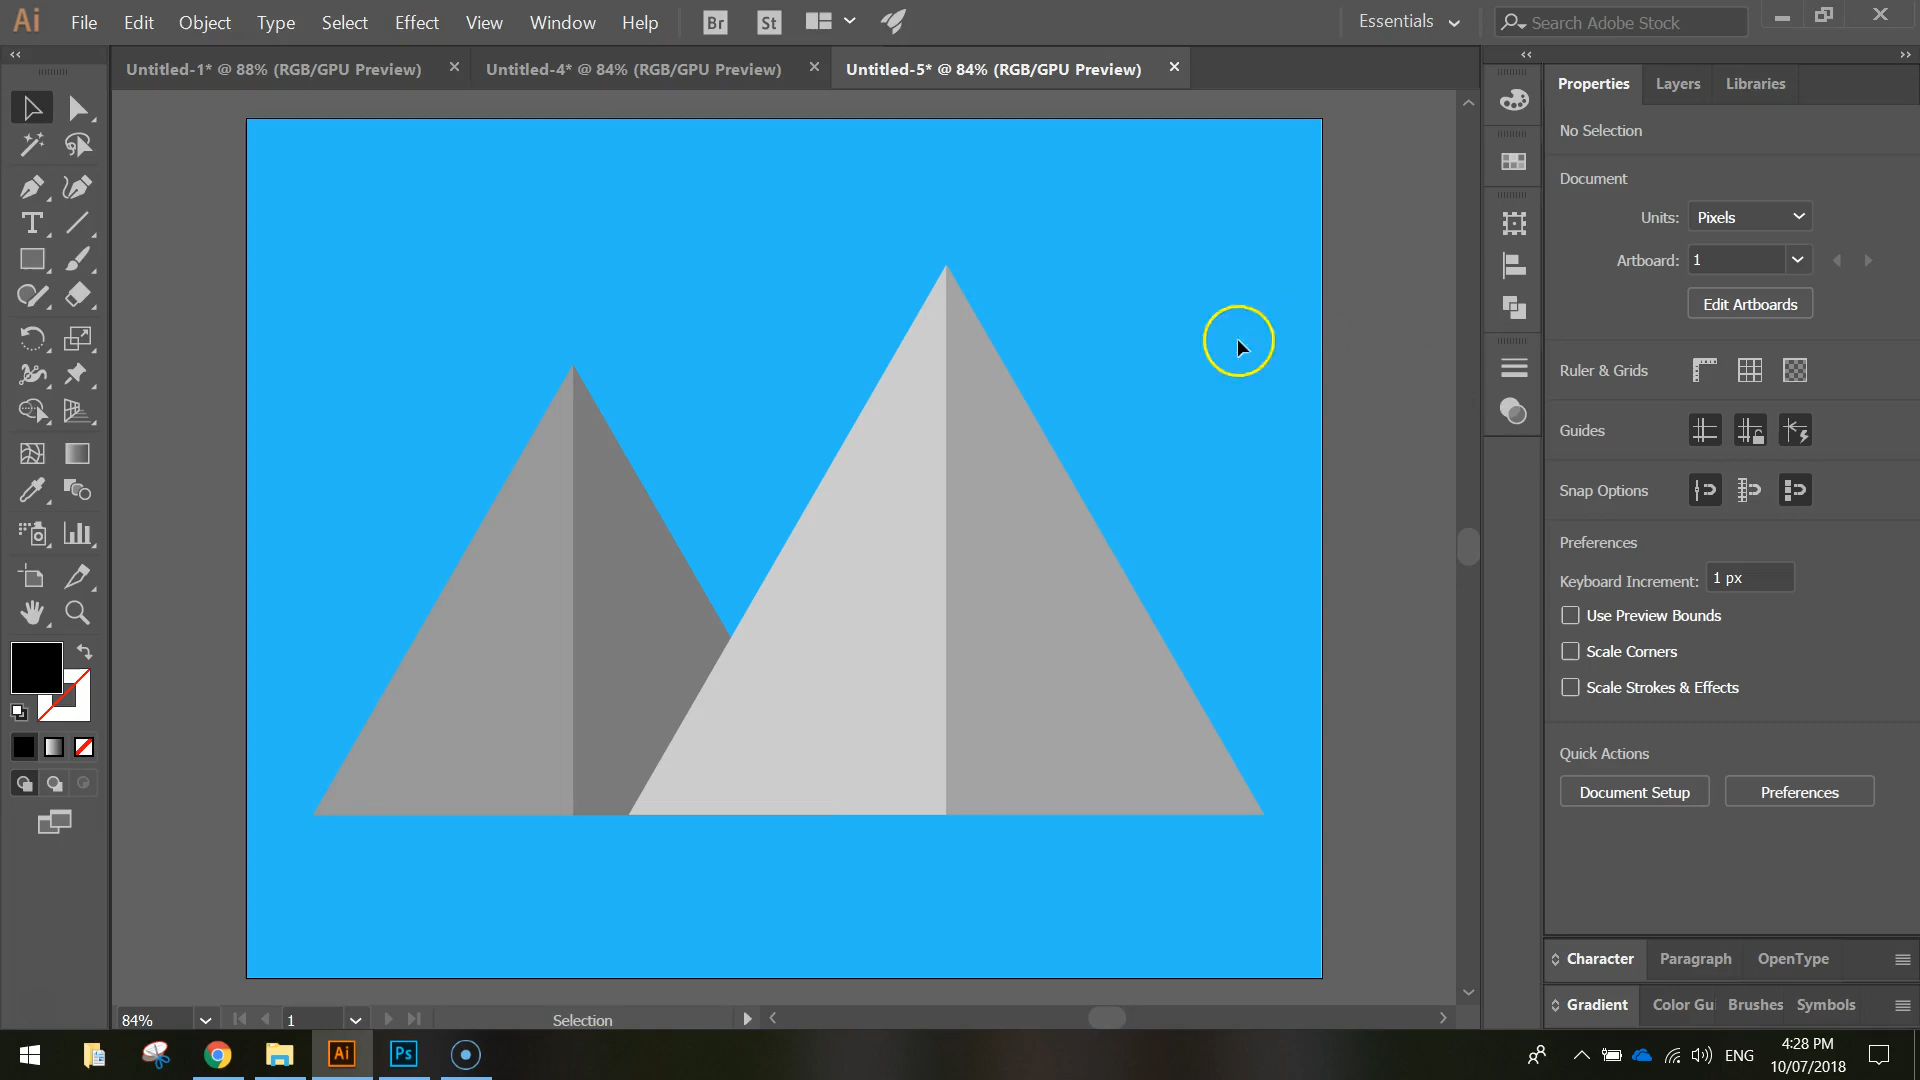 Ai File Edit Object Type Select Effect View Window Help Br St Essentials Search Adobe Stock
Untitled-1* @ 88% (RGB/GPU Preview) Untitled-4* @ 84% (RGB/GPU Preview) Untitled-5* @ 84% (RGB/GPU Preview)
Properties Layers Libraries
No Selection
Document
Units: Pixels
Artboard: 1
Edit Artboards
Ruler & Grids
Guides
Snap Options
Preferences
Keyboard Increment: 1 px
Use Preview Bounds
Scale Corners
Scale Strokes & Effects
Quick Actions
Document Setup Preferences
Character Paragraph OpenType
Gradient Color Gu Brushes Symbols
84% 1 Selection
Ai Ps ENG 4:28 PM
10/07/2018